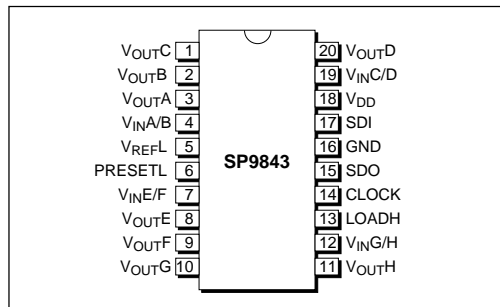 VOUTC 1 20 VOUTD
VOUTB 2 19 VINC/D
VOUTA 3 18 VDD
VINA/B 4 17 SDI
VREFL 5 16 GND
PRESETL 6 SP9843 15 SDO
VINE/F 7 14 CLOCK
VOUTE 8 13 LOADH
VOUTF 9 12 VING/H
VOUTG 10 11 VOUTH